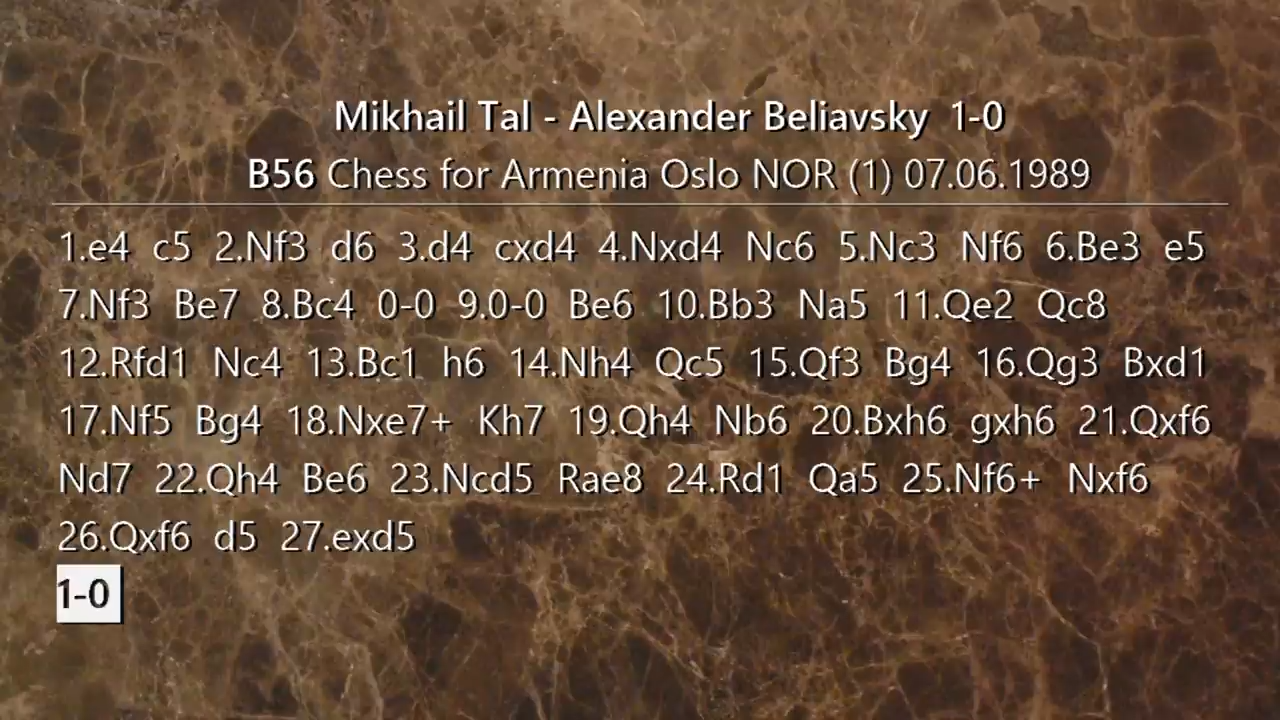 Mikhail Tal - Alexander Beliavsky 1-0
B56 Chess for Armenia Oslo NOR (1) 07.06.1989
1.e4 c5 2.Nf3 d6 3.d4 cxd4 4.Nxd4 Nc6 5.Nc3 Nf6 6.Be3 e5
7.Nf3 Be7 8.Bc4 0-0 9.0-0 Be6 10.Bb3 Na5 11.Qe2 Qc8
12.Rfd1 Nc4 13.Bc1 h6 14.Nh4 Qc5 15.Qf3 Bg4 16.Qg3 Bxd1
17.Nf5 Bg4 18.Nxe7+ Kh7 19.Qh4 Nb6 20.Bxh6 gxh6 21.Qxf6
Nd7 22.Qh4 Be6 23.Ncd5 Rae8 24.Rd1 Qa5 25.Nf6+ Nxf6
26.Qxf6 d5 27.exd5
1-0